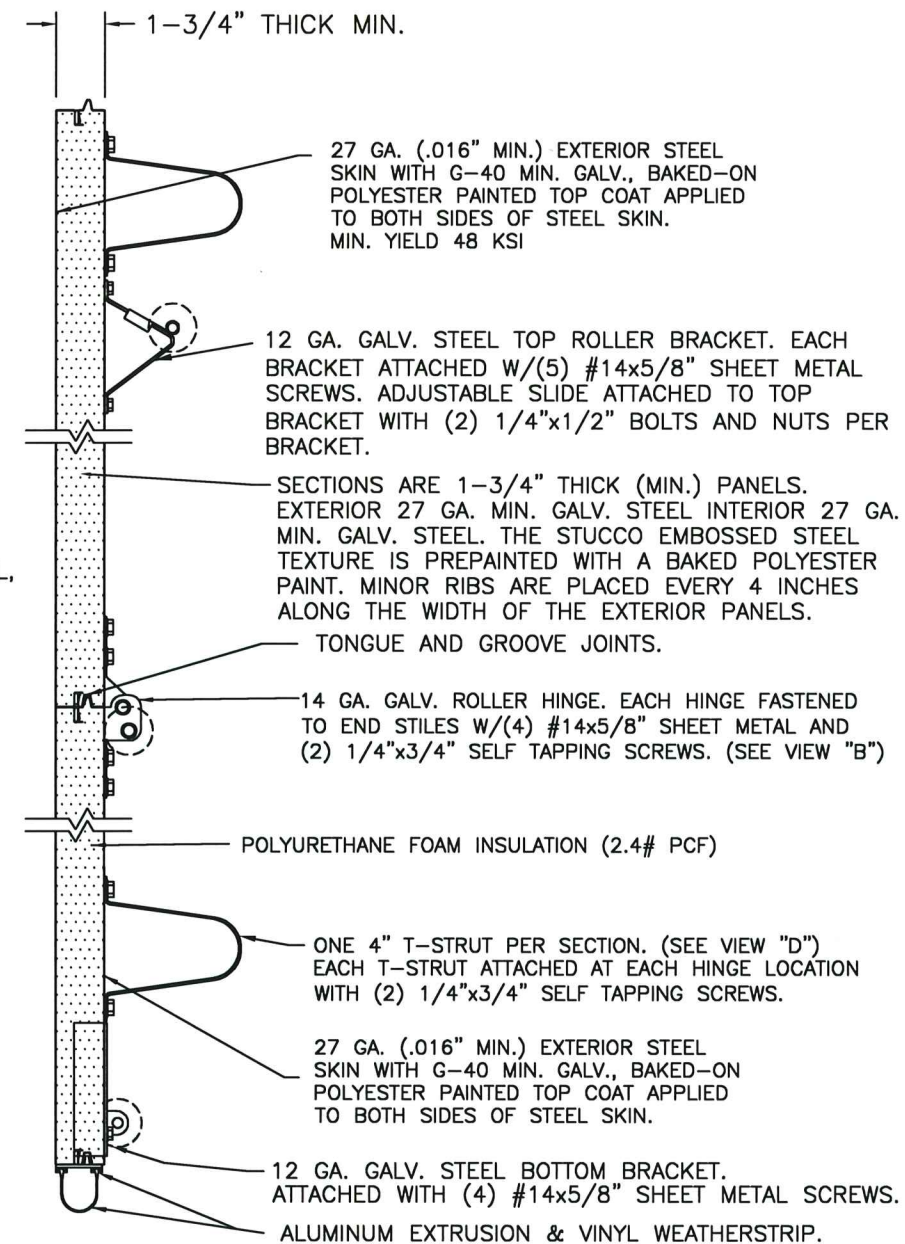 1-3/4" THICK MIN.
27 GA. (.016" MIN.) EXTERIOR STEEL
SKIN WITH G-40 MIN. GALV., BAKED-ON
POLYESTER PAINTED TOP COAT APPLIED
TO BOTH SIDES OF STEEL SKIN.
MIN. YIELD 48 KSI
12 GA. GALV. STEEL TOP ROLLER BRACKET. EACH
BRACKET ATTACHED W/(5) #14x5/8" SHEET METAL
SCREWS. ADJUSTABLE SLIDE ATTACHED TO TOP
BRACKET WITH (2) 1/4"x1/2" BOLTS AND NUTS PER
BRACKET.
SECTIONS ARE 1-3/4" THICK (MIN.) PANELS.
EXTERIOR 27 GA. MIN. GALV. STEEL INTERIOR 27 GA.
MIN. GALV. STEEL. THE STUCCO EMBOSSED STEEL
TEXTURE IS PREPAINTED WITH A BAKED POLYESTER
PAINT. MINOR RIBS ARE PLACED EVERY 4 INCHES
ALONG THE WIDTH OF THE EXTERIOR PANELS.
TONGUE AND GROOVE JOINTS.
14 GA. GALV. ROLLER HINGE. EACH HINGE FASTENED
TO END STILES W/(4) #14x5/8" SHEET METAL AND
(2) 1/4"x3/4" SELF TAPPING SCREWS. (SEE VIEW "B")
POLYURETHANE FOAM INSULATION (2.4# PCF)
ONE 4" T-STRUT PER SECTION. (SEE VIEW "D")
EACH T-STRUT ATTACHED AT EACH HINGE LOCATION
WITH (2) 1/4"x3/4" SELF TAPPING SCREWS.
27 GA. (.016" MIN.) EXTERIOR STEEL
SKIN WITH G-40 MIN. GALV., BAKED-ON
POLYESTER PAINTED TOP COAT APPLIED
TO BOTH SIDES OF STEEL SKIN.
12 GA. GALV. STEEL BOTTOM BRACKET.
ATTACHED WITH (4) #14x5/8" SHEET METAL SCREWS.
ALUMINUM EXTRUSION & VINYL WEATHERSTRIP.